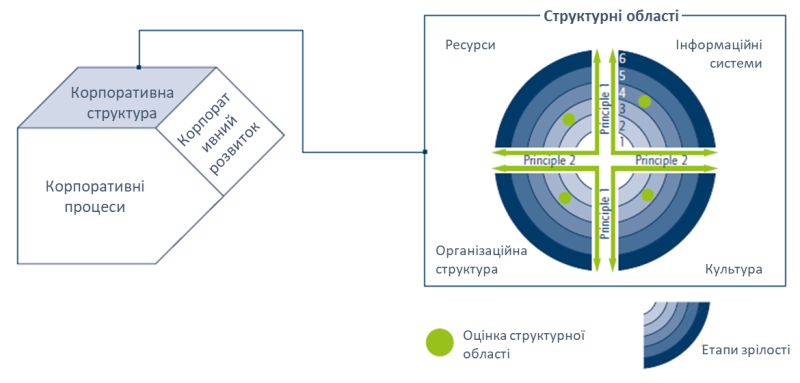 Корпоративна
структура
Корпорат
ивний
розвиток
Корпоративні
процеси
Структурні області
Ресурси
Інформаційні
системи
6
5
4
3
2
1
Principle 1
Principle 2
Principle 2
Principle 1
Організаційна
структура
Культура
Оцінка структурної
області
Етапи зрілості